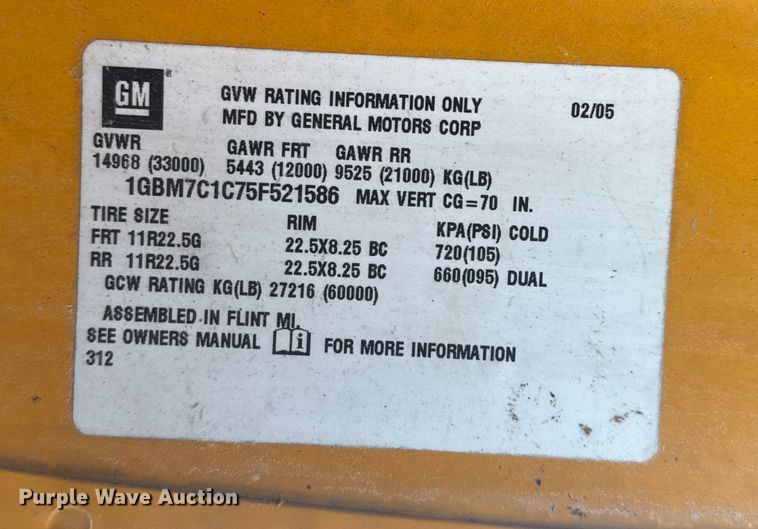 GM ®
GVW RATING INFORMATION ONLY 02/05
MFD BY GENERAL MOTORS CORP
GVWR GAWR FRT GAWR RR
14968 (33000) 5443 (12000) 9525 (21000) KG(LB)
1GBM7C1C75F521586 MAX VERT CG=70 IN.
TIRE SIZE RIM KPA(PSI) COLD
FRT 11R22.5G 22.5X8.25 BC 720(105)
RR 11R22.5G 22.5X8.25 BC 660(095) DUAL
GCW RATING KG(LB) 27216 (60000)
ASSEMBLED IN FLINT MI.
SEE OWNERS MANUAL i FOR MORE INFORMATION
312
Purple Wave Auction